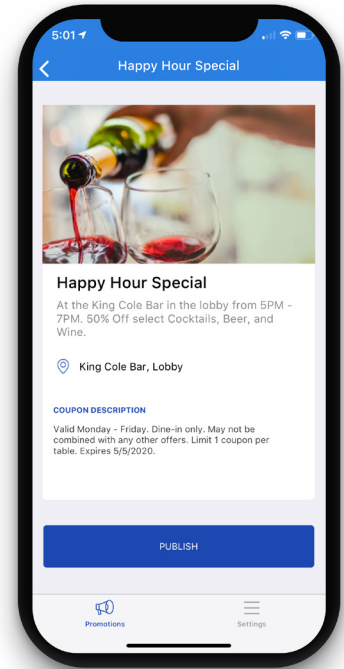 5:01
Happy Hour Special
Happy Hour Special
At the King Cole Bar in the lobby from 5PM -
7PM. 50% Off select Cocktails, Beer, and
Wine.
King Cole Bar, Lobby
COUPON DESCRIPTION
Valid Monday - Friday. Dine-in only. May not be
combined with any other offers. Limit 1 coupon per
table. Expires 5/5/2020.
PUBLISH
Promotions
Settings